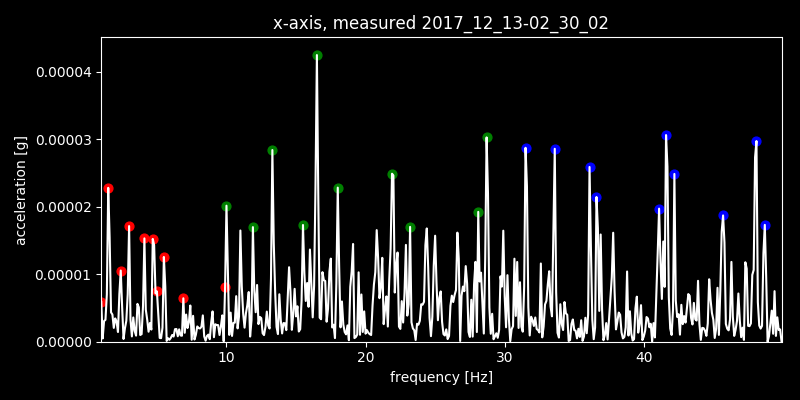 x-axis, measured 2017_12_13-02_30_02
acceleration [g]
0.00004
0.00003
0.00002
0.00001
0.00000
10 20 30 40
frequency [Hz]